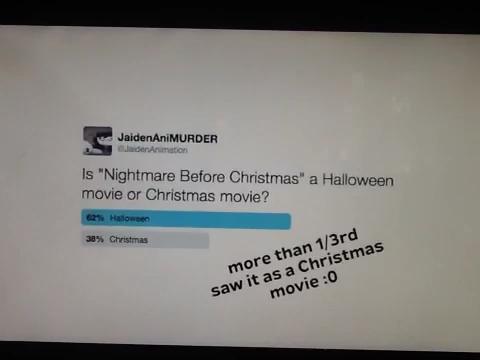 JaidenAniMURDER
@JaidenAnimation
Is "Nightmare Before Christmas" a Halloween
movie or Christmas movie?
62% Halloween
38% Christmas
more than 1/3rd
saw it as a Christmas
movie :0